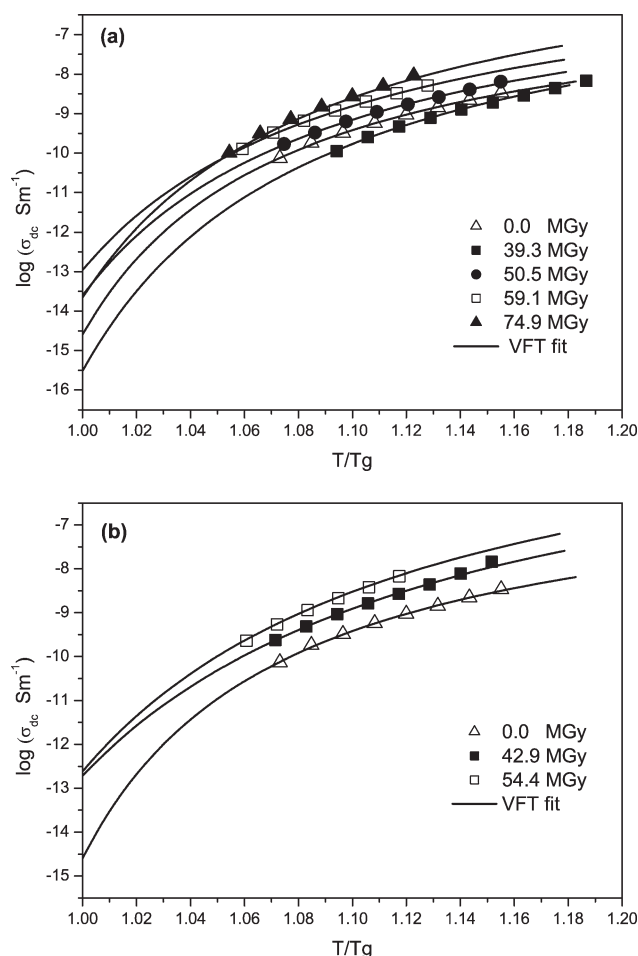 (a)
-7
-8
-9
-10
-11
-12
-13
-14
-15
-16
log (σdc Sm⁻¹)
0.0 MGy
39.3 MGy
50.5 MGy
59.1 MGy
74.9 MGy
VFT fit
1.00 1.02 1.04 1.06 1.08 1.10 1.12 1.14 1.16 1.18 1.20
T/Tg
(b)
-7
-8
-9
-10
-11
-12
-13
-14
-15
log (σdc Sm⁻¹)
0.0 MGy
42.9 MGy
54.4 MGy
VFT fit
1.00 1.02 1.04 1.06 1.08 1.10 1.12 1.14 1.16 1.18 1.20
T/Tg